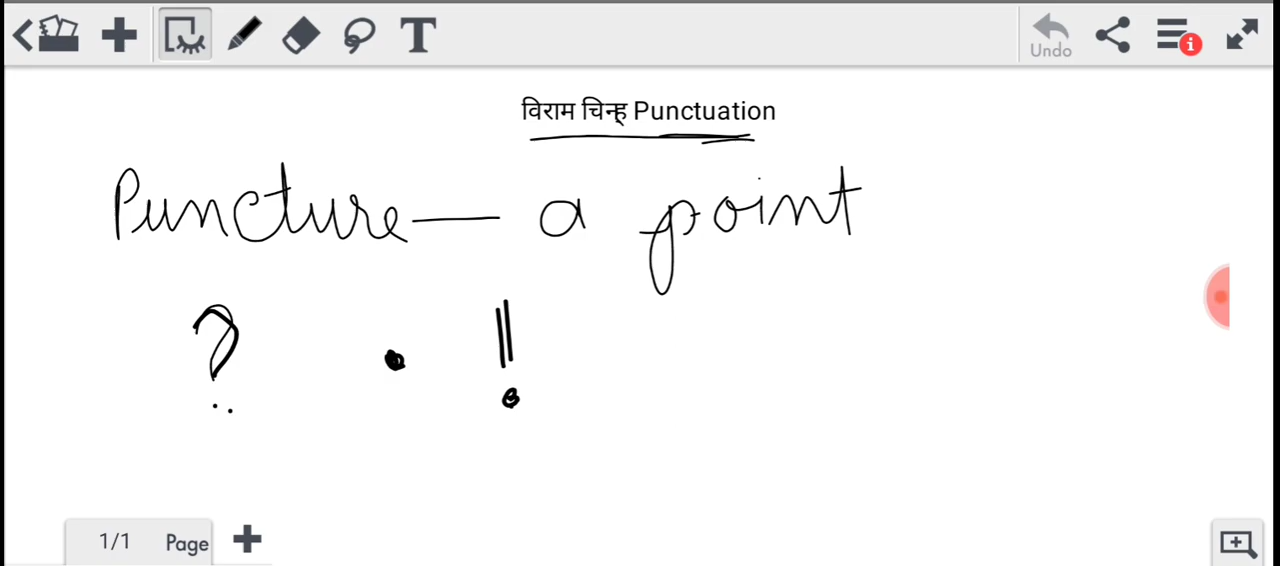 T
Undo
विराम चिन्ह Punctuation
Puncture — a point
? . !
1/1 Page